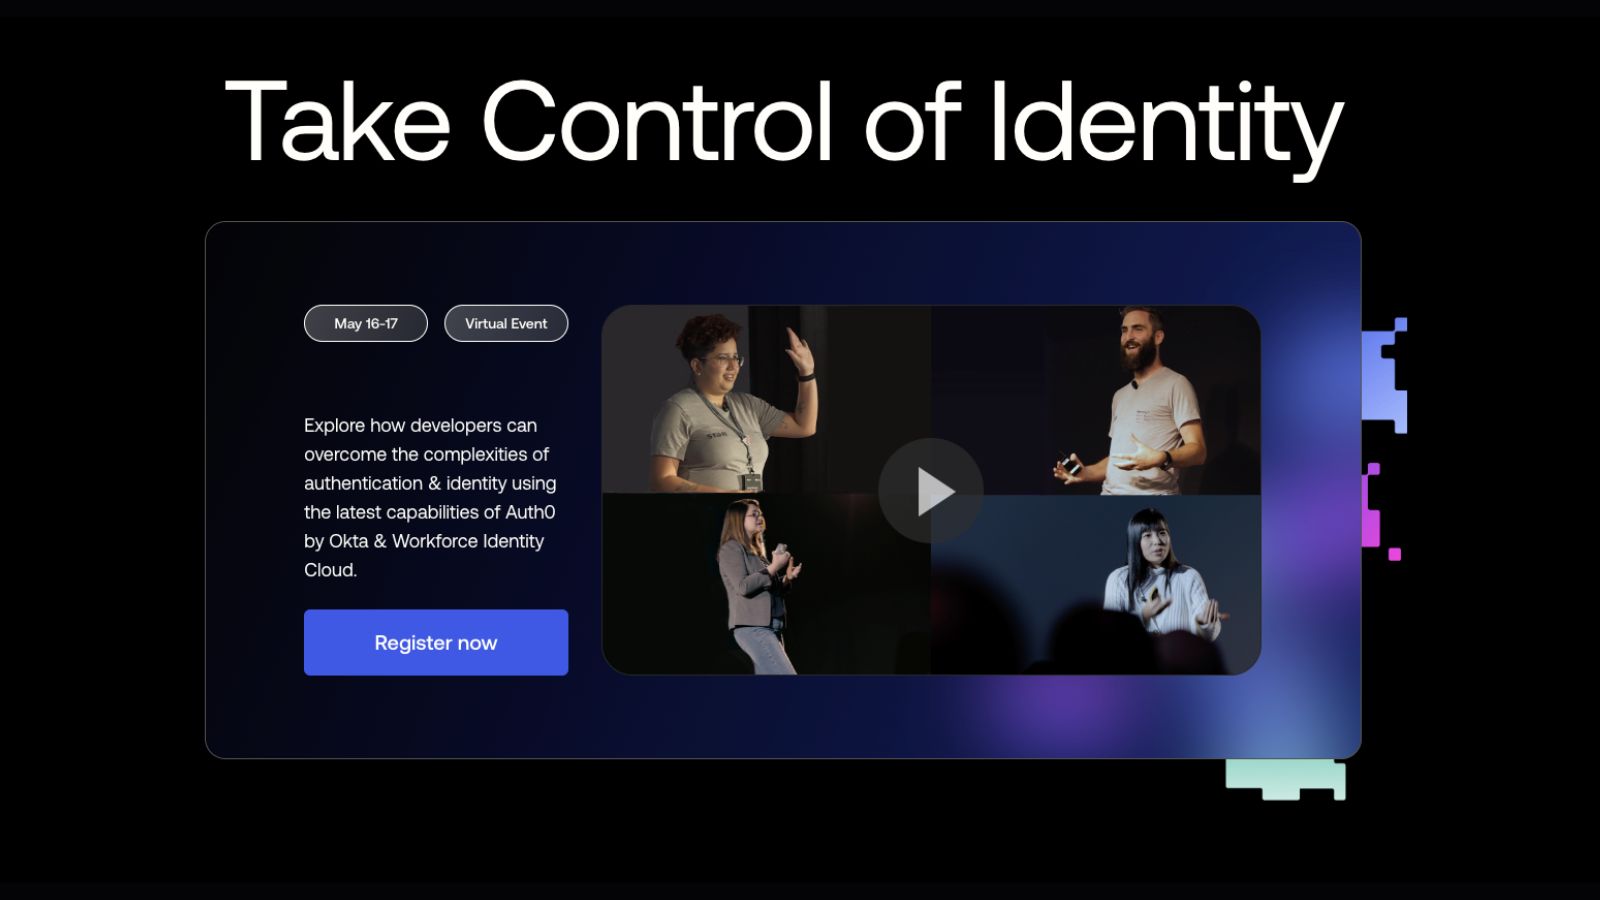 Take Control of Identity
May 16-17
Virtual Event
Explore how developers can
overcome the complexities of
authentication & identity using
the latest capabilities of Auth0
by Okta & Workforce Identity
Cloud.
Register now